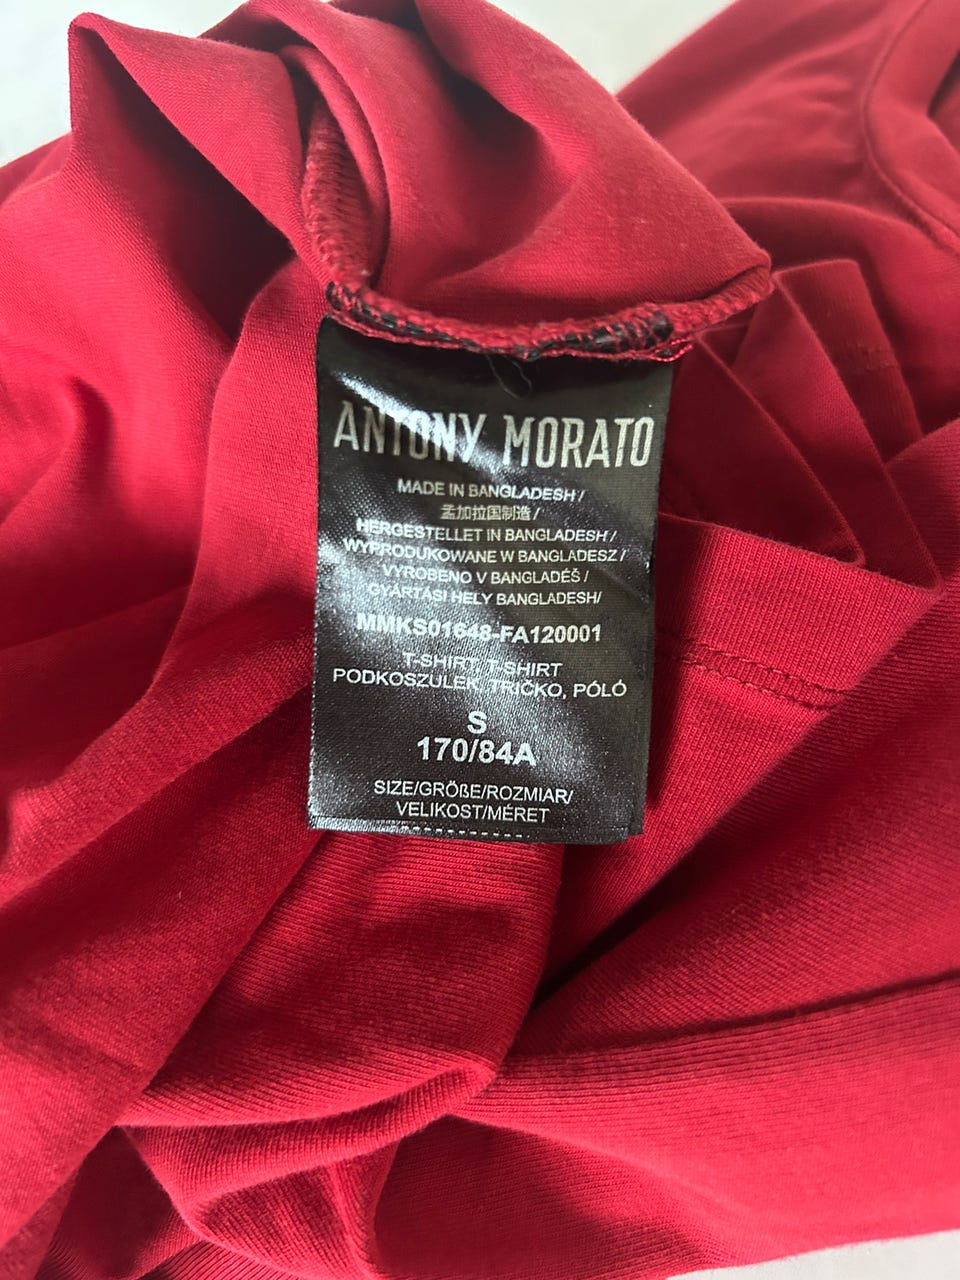 ANTONY MORATO
MADE IN BANGLADESH /
孟加拉国制造 /
HERGESTELLET IN BANGLADESH /
WYPRODUKOWANE W BANGLADESZ /
VYROBENO V BANGLADÉŠ /
GYÁRTÁSI HELY BANGLADESH/
MMKS01648-FA120001
T-SHIRT, T-SHIRT
PODKOSZULEK, TRIČKO, PÓLÓ
S
170/84A
SIZE/GRÖßE/ROZMIAR/
VELIKOST/MÉRET